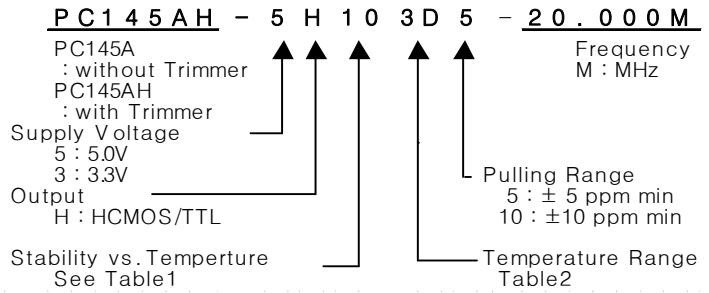 PC145AH - 5 H 10 3D 5 - 20.000M
PC145A
: without Trimmer
PC145AH
: with Trimmer
Frequency
M : MHz
Supply Voltage
5 : 5.0V
3 : 3.3V
Output
H : HCMOS/TTL
Pulling Range
5 : ± 5 ppm min
10 : ±10 ppm min
Stability vs. Temperture
See Table1
Temperature Range
Table2